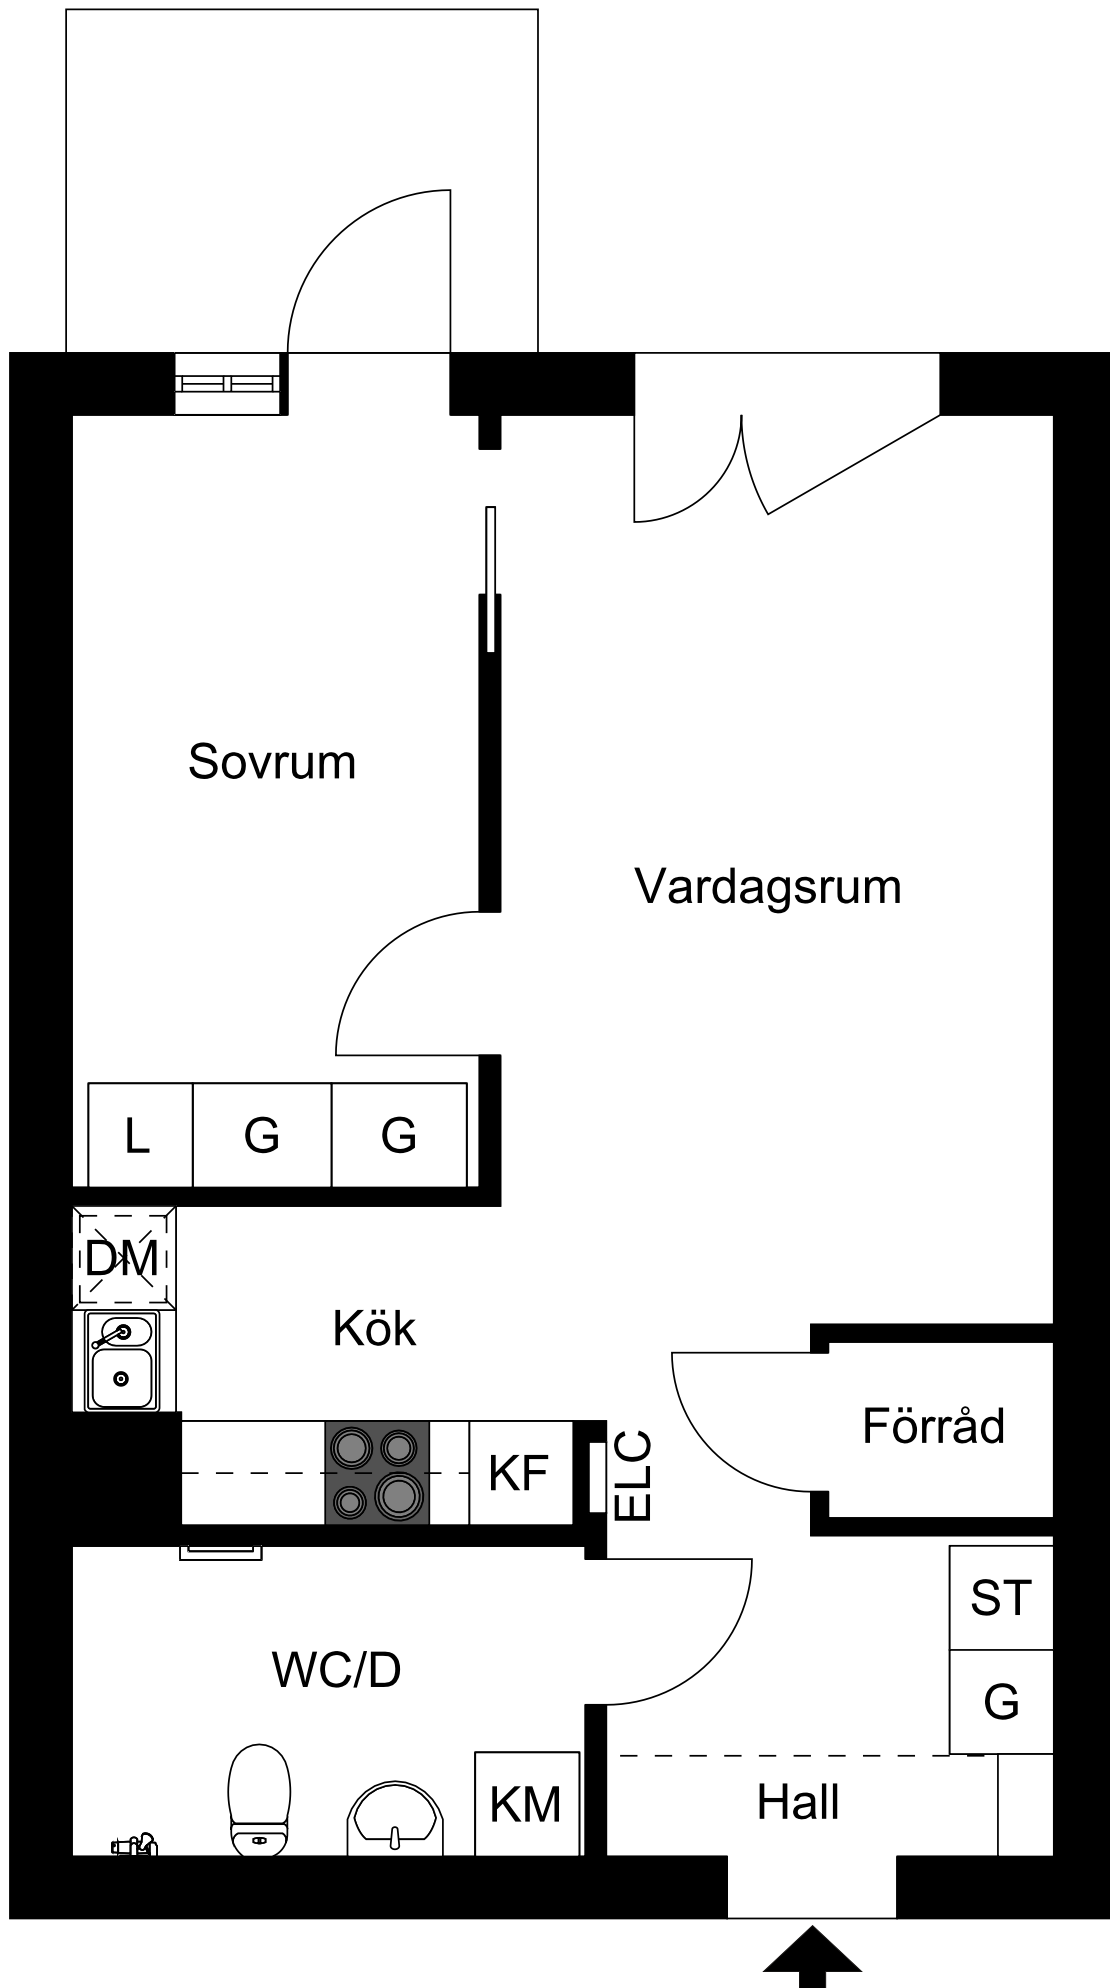 Sovrum
Vardagsrum
L G G
DM
Kök
Förråd
KF
ELC
ST
WC/D
G
KM
Hall